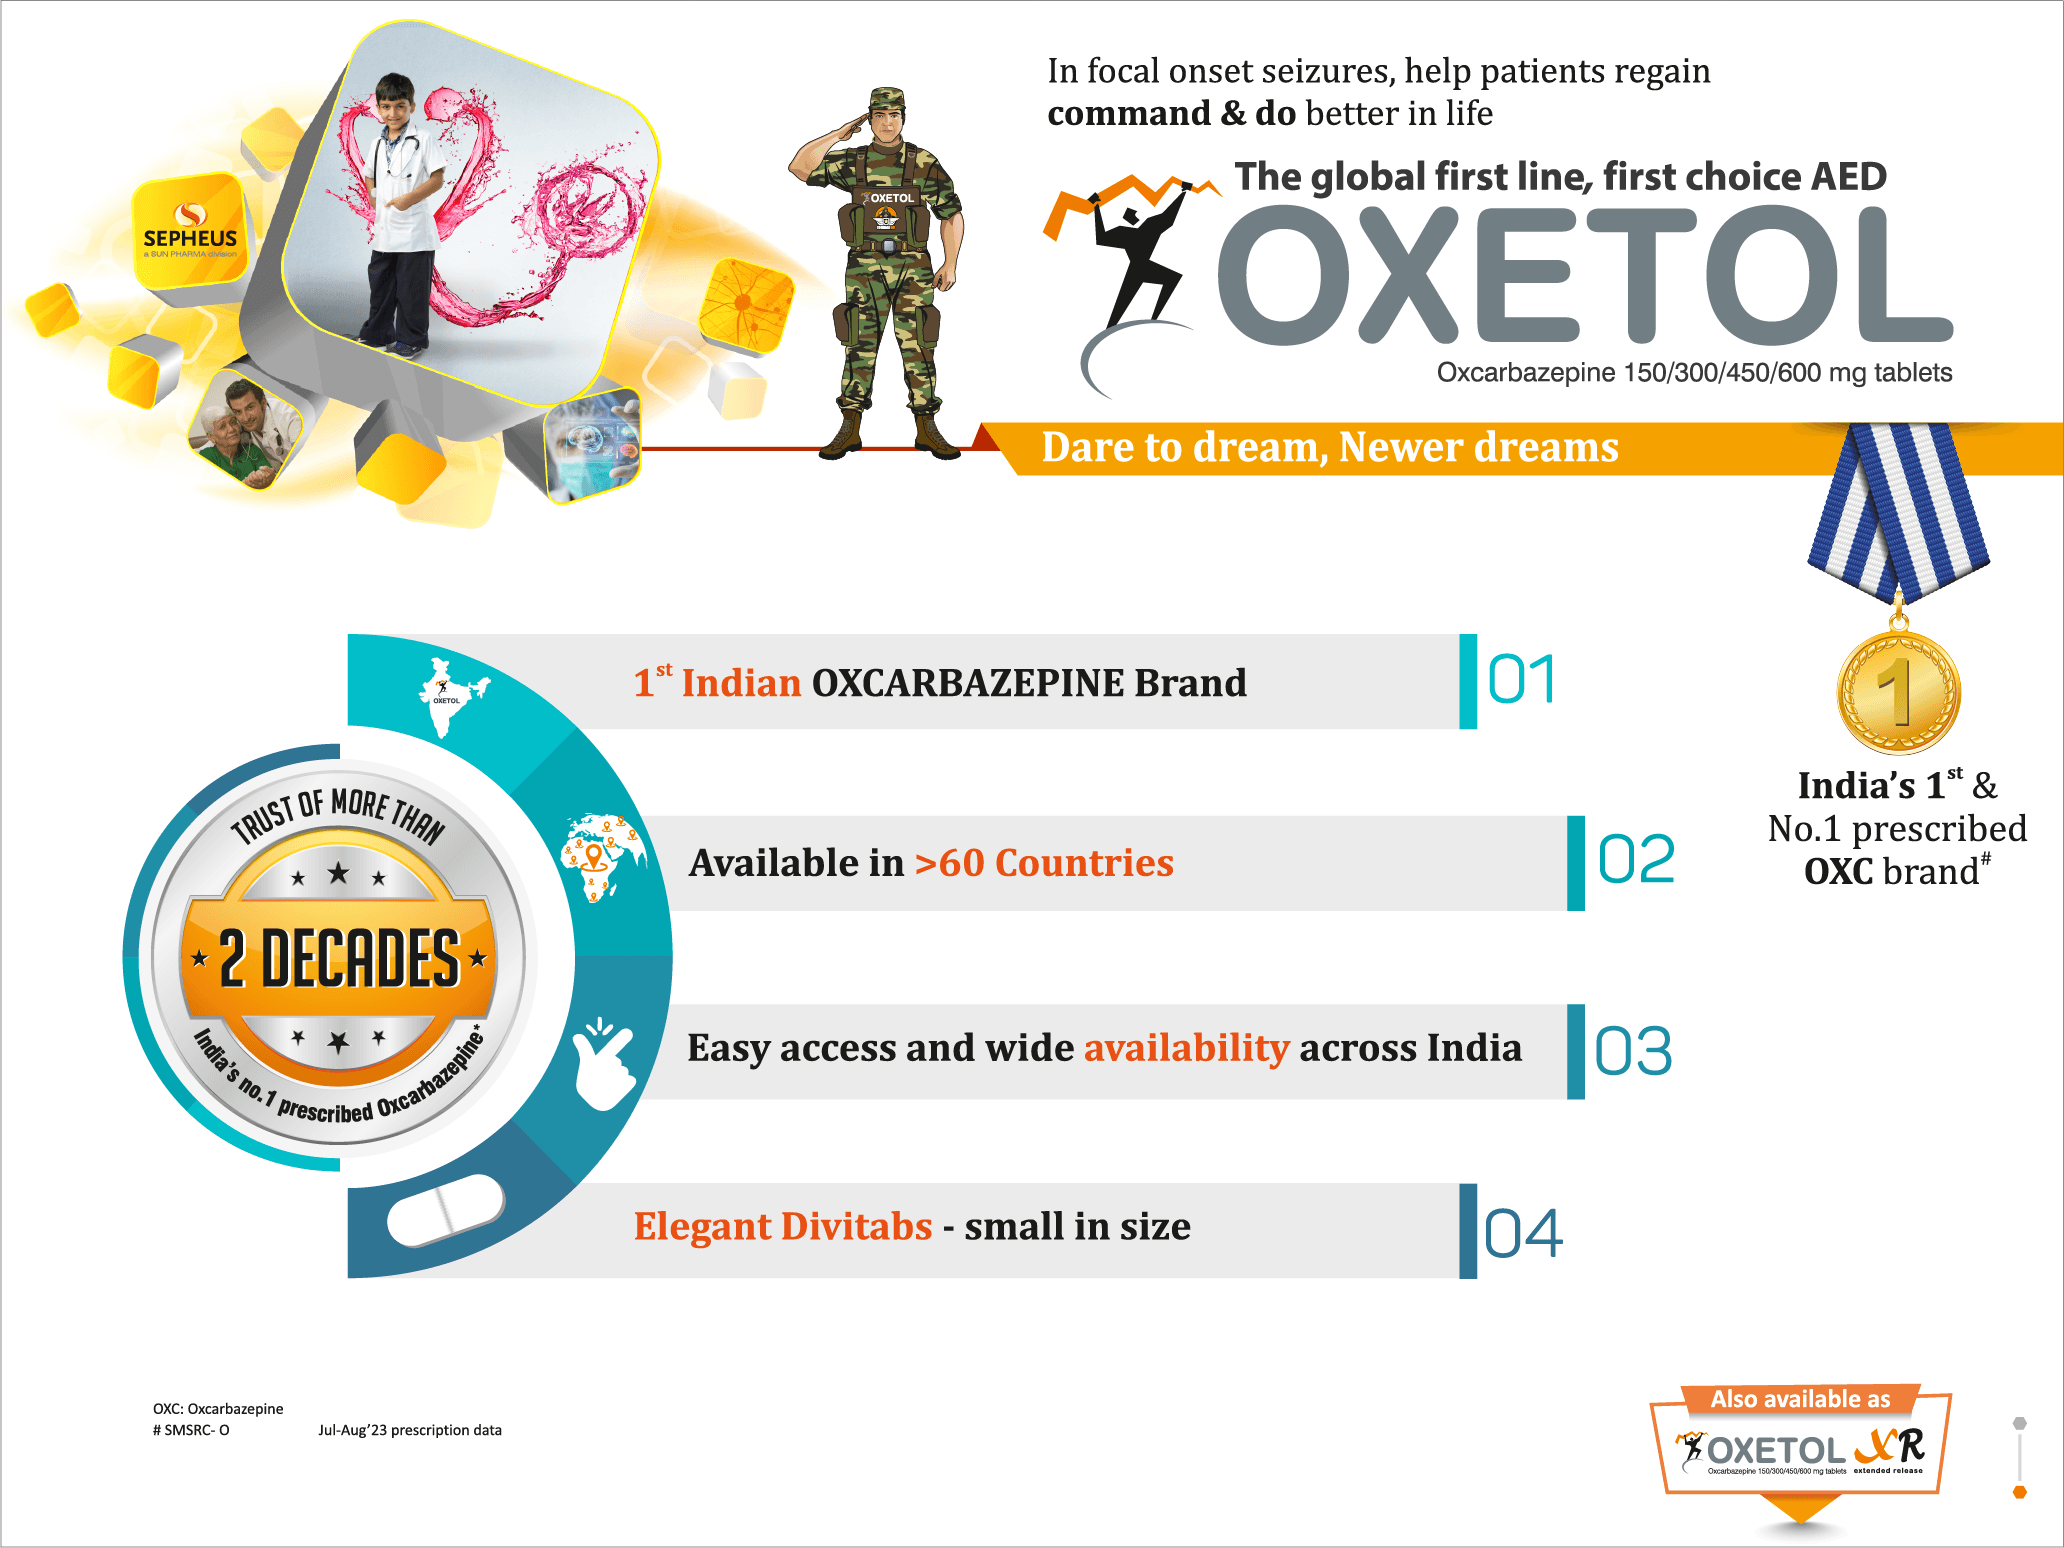 In focal onset seizures, help patients regain
command & do better in life
The global first line, first choice AED
OXETOL
Oxcarbazepine 150/300/450/600 mg tablets
SEPHEUS
a SUN PHARMA division
OXETOL
Dare to dream, Newer dreams
1st Indian OXCARBAZEPINE Brand
01
OXETOL
Available in >60 Countries
02
Easy access and wide availability across India
03
Elegant Divitabs - small in size
04
TRUST OF MORE THAN
2 DECADES
India's no. 1 prescribed Oxcarbazepine*
1
India's 1st &
No.1 prescribed
OXC brand#
OXC: Oxcarbazepine
# SMSRC- O Jul-Aug'23 prescription data
Also available as
OXETOL XR
Oxcarbazepine 150/300/450/600 mg tablets extended release